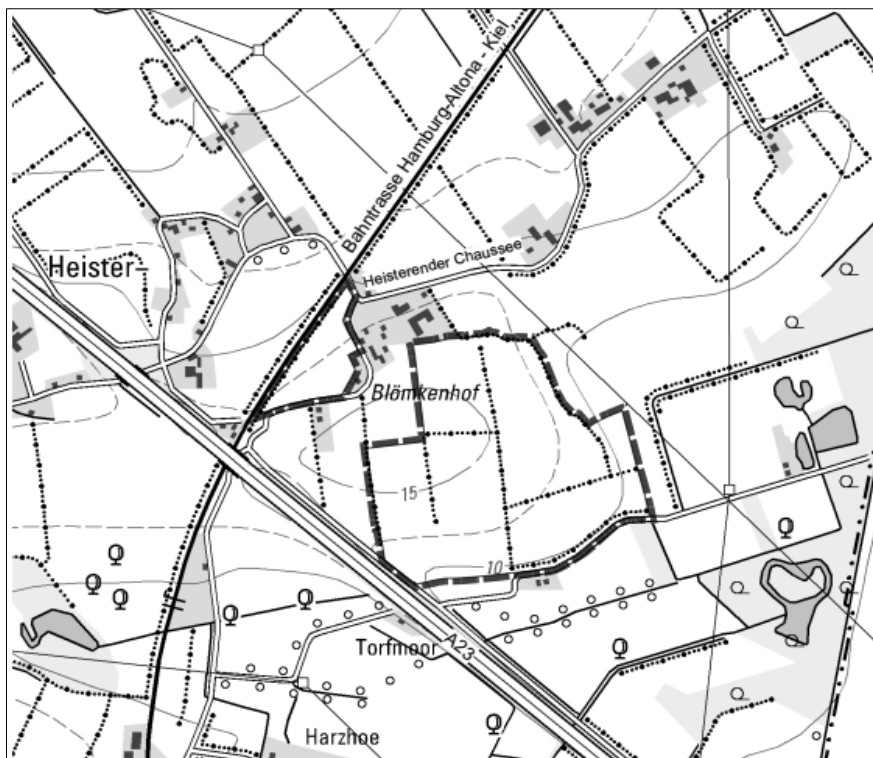 Bahntrasse Hamburg-Altona - Kiel
Heister-
Heisterender Chaussee
Blömkenhof
15
10
Torfmoor
A23
Harzhoe